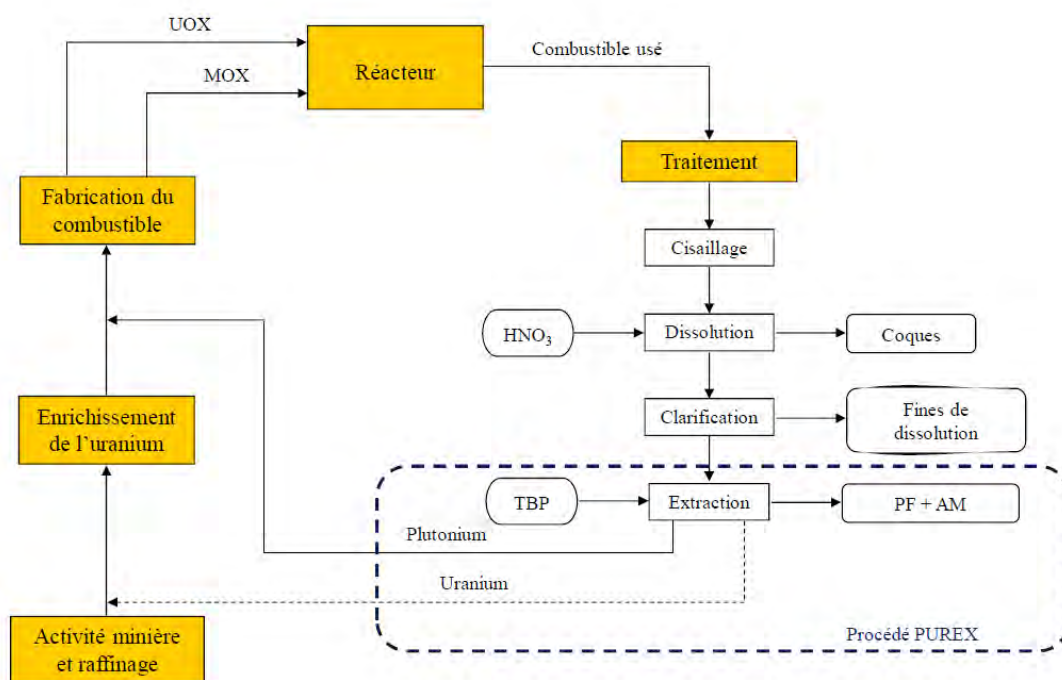 UOX
MOX
Réacteur
Combustible usé
Traitement
Fabrication du
combustible
Cisaillage
HNO₃
Dissolution
Coques
Enrichissement
de l'uranium
Clarification
Fines de
dissolution
TBP
Extraction
PF + AM
Plutonium
Uranium
Activité minière
et raffinage
Procédé PUREX